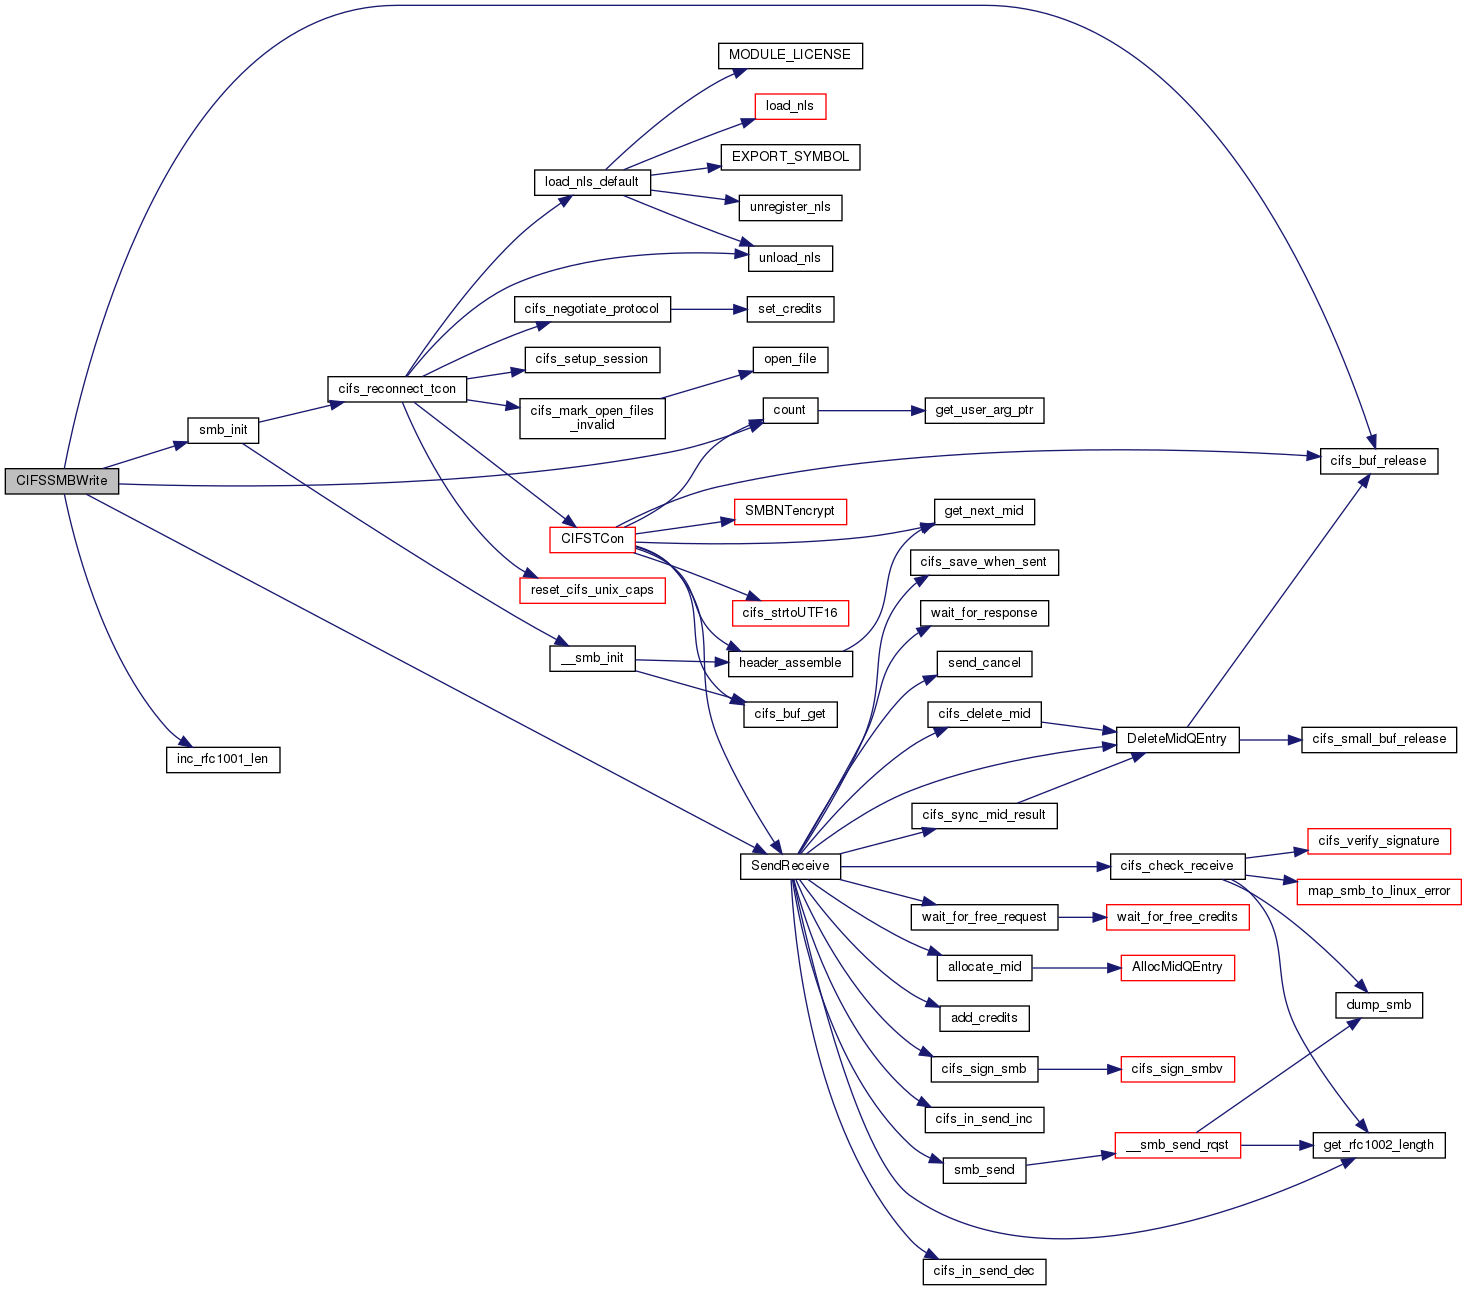 MODULE_LICENSE
load_nls
EXPORT_SYMBOL
load_nls_default
unregister_nls
unload_nls
cifs_negotiate_protocol
set_credits
cifs_setup_session
open_file
cifs_reconnect_tcon
cifs_mark_open_files
_invalid
count
get_user_arg_ptr
smb_init
cifs_buf_release
CIFSSMBWrite
SMBNTencrypt
get_next_mid
CIFSTCon
cifs_save_when_sent
reset_cifs_unix_caps
cifs_strtoUTF16
wait_for_response
__smb_init
header_assemble
send_cancel
cifs_buf_get
cifs_delete_mid
DeleteMidQEntry
cifs_small_buf_release
inc_rfc1001_len
cifs_sync_mid_result
cifs_verify_signature
SendReceive
cifs_check_receive
map_smb_to_linux_error
wait_for_free_request
wait_for_free_credits
allocate_mid
AllocMidQEntry
dump_smb
add_credits
cifs_sign_smb
cifs_sign_smbv
cifs_in_send_inc
__smb_send_rqst
get_rfc1002_length
smb_send
cifs_in_send_dec